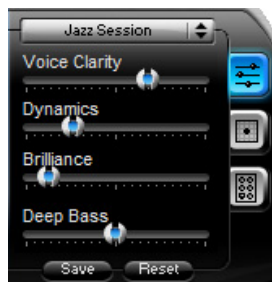 Jazz Session
Voice Clarity
Dynamics
Brilliance
Deep Bass
Save Reset